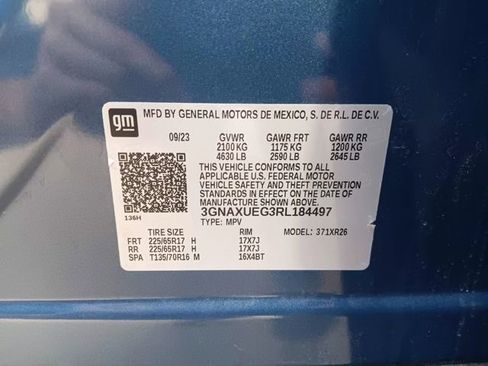 gm
MFD BY GENERAL MOTORS DE MEXICO, S. DE R.L. DE C.V.
09/23 GVWR GAWR FRT GAWR RR
2100 KG 1175 KG 1200 KG
4630 LB 2590 LB 2645 LB
THIS VEHICLE CONFORMS TO ALL
APPLICABLE U.S. FEDERAL MOTOR
VEHICLE SAFETY AND THEFT PREVENTION
STANDARDS IN EFFECT ON THE DATE OF
MANUFACTURE SHOWN ABOVE.
136H 3GNAXUEG3RL184497
TYPE: MPV MODEL: 371XR26
TIRE SIZE RIM
FRT 225/65R17 H 17X7J
RR 225/65R17 H 17X7J
SPA T135/70R16 M 16X4BT